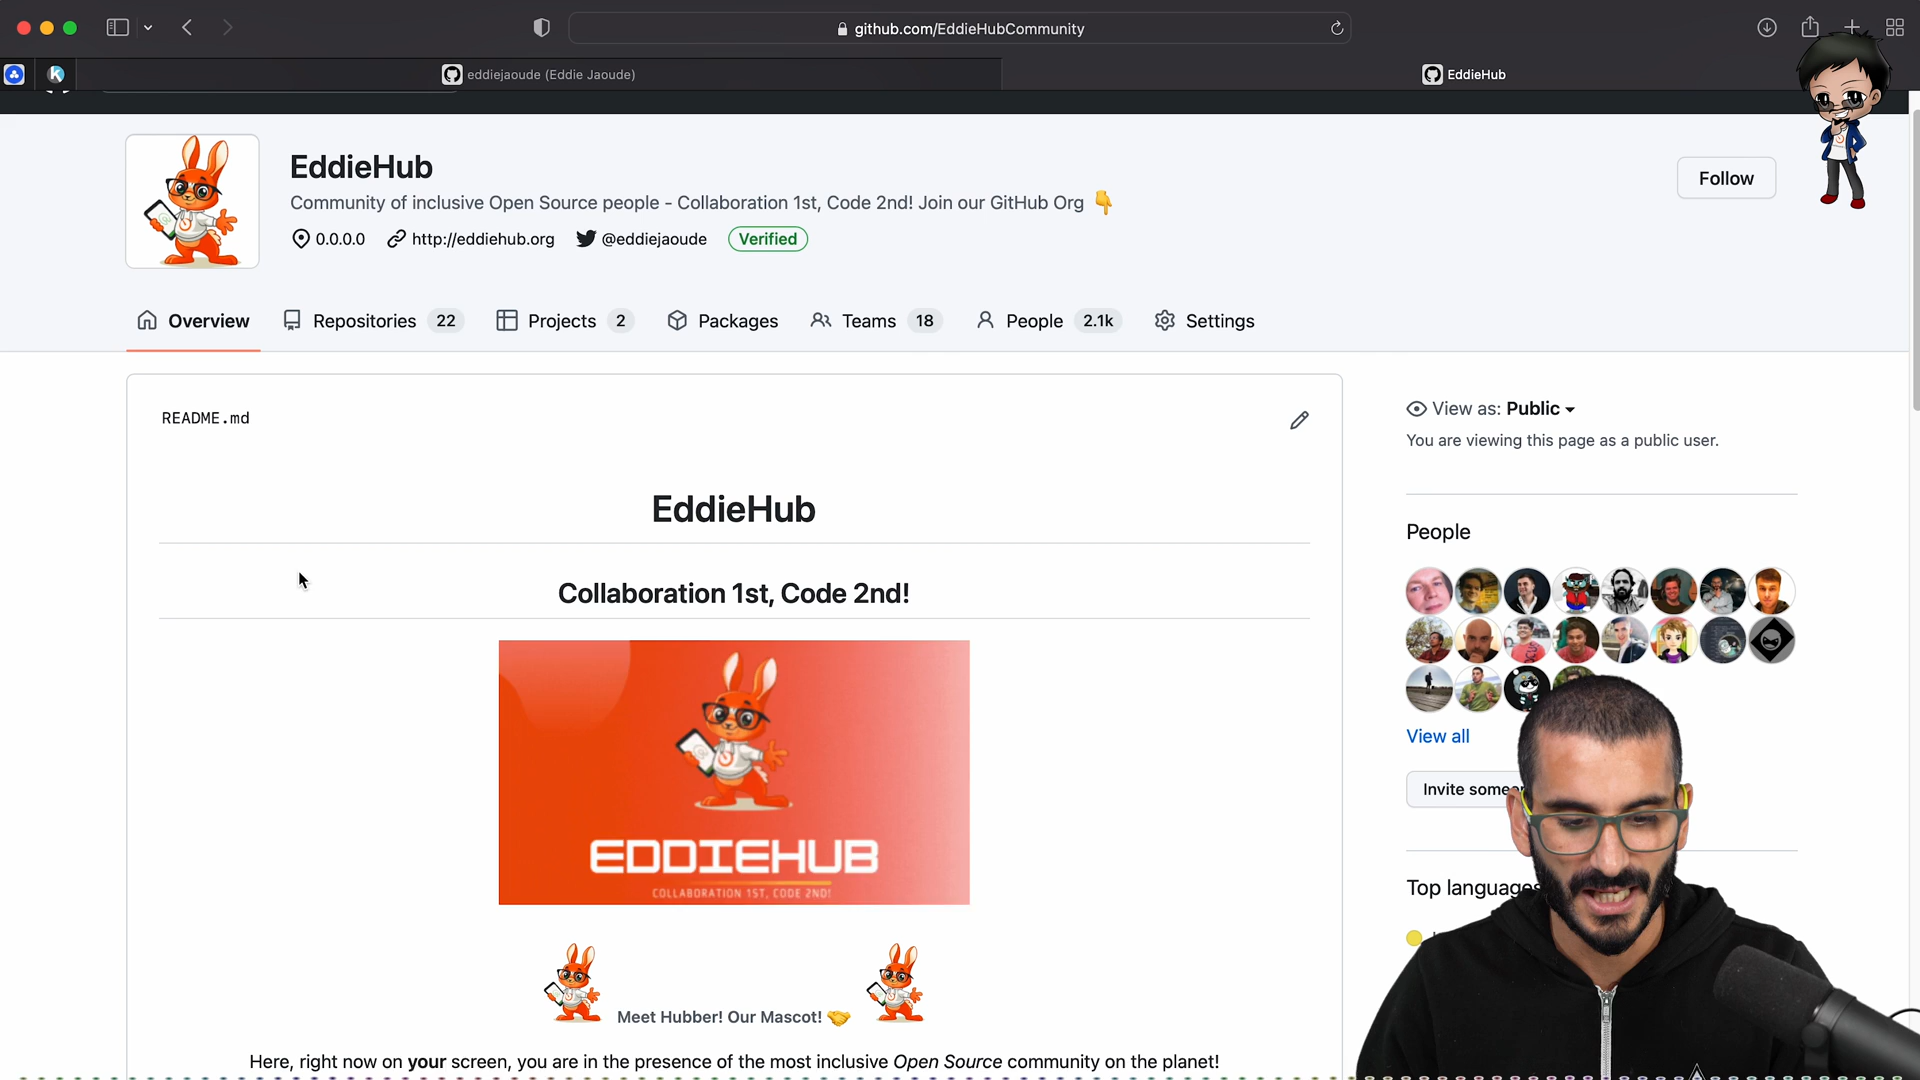 github.com/EddieHubCommunity
eddiejaoude (Eddie Jaoude)
EddieHub
EddieHub
Community of inclusive Open Source people - Collaboration 1st, Code 2nd! Join our GitHub Org 👇
0.0.0.0 http://eddiehub.org @eddiejaoude Verified
Follow
Overview Repositories 22 Projects 2 Packages Teams 18 People 2.1k Settings
README.md
EddieHub
Collaboration 1st, Code 2nd!
EDDIEHUB
COLLABORATION 1ST, CODE 2ND!
Meet Hubber! Our Mascot! 🤝
Here, right now on your screen, you are in the presence of the most inclusive Open Source community on the planet!
View as: Public
You are viewing this page as a public user.
People
View all
Invite
Top languages